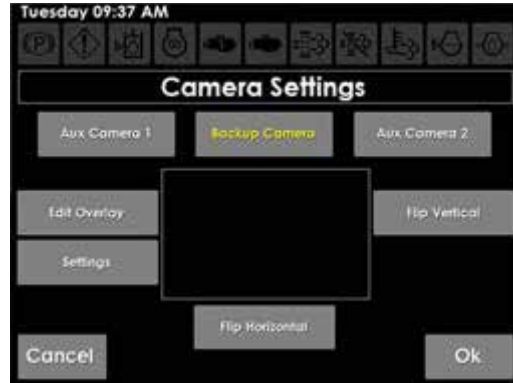 Tuesday 09:37 AM
(P)
Camera Settings
Aux Camera 1
Backup Camera
Aux Camera 2
Edit Overlay
Flip Vertical
Settings
Flip Horizontal
Cancel
Ok